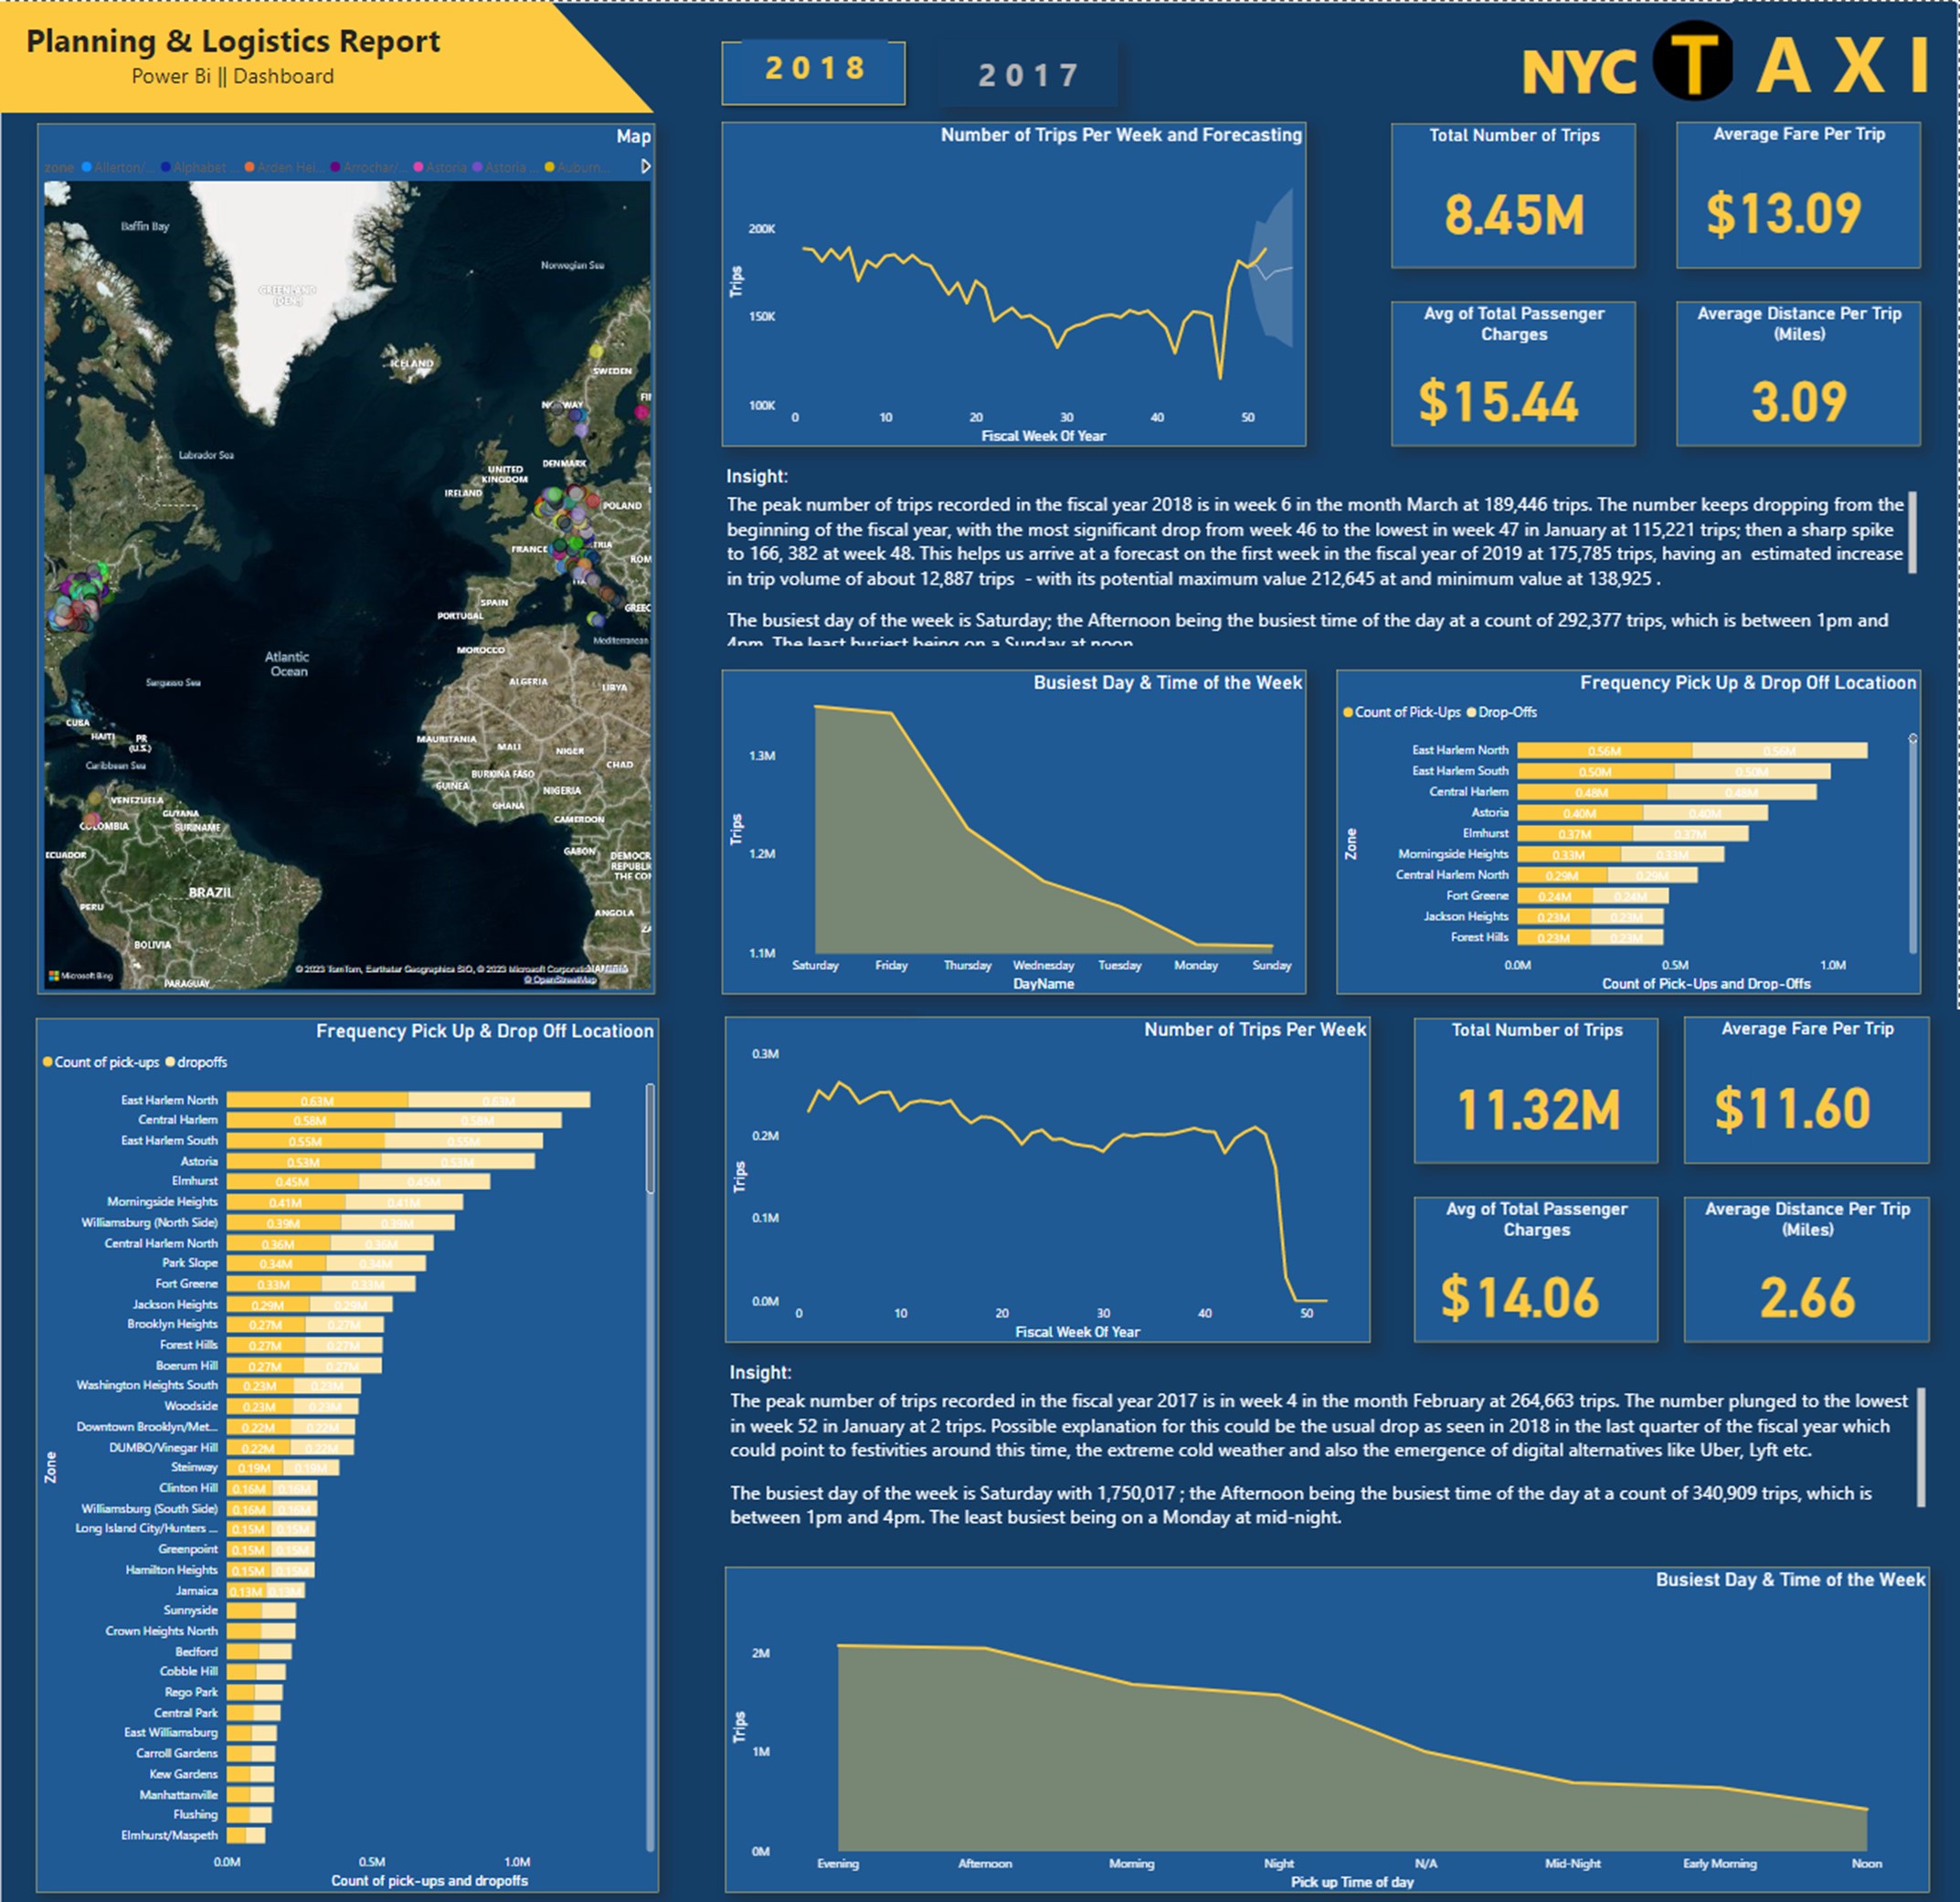 Planning & Logistics Report
Power Bi || Dashboard
2018
2017
NYC TAXI
Map
zone Allerton/... Alphabet ... Arden Hei... Arrochar/... Astoria Astoria ... Auburn...
Baffin Bay
Norwegian Sea
GREENLAND
(DEN.)
ICELAND
SWEDEN
NORWAY
FI
Labrador Sea
DENMARK
UNITED
KINGDOM
IRELAND
POLAND
FRANCE
TRIA
ROM
SPAIN
PORTUGAL
GREEC
Mediterranean
MOROCCO
Atlantic
Ocean
ALGERIA
LIBYA
Sargasso Sea
CUBA
HAITI
PR
(U.S.)
MAURITANIA
MALI
NIGER
CHAD
Caribbean Sea
BURKINA FASO
GUINEA
NIGERIA
VENEZUELA
GHANA
GUYANA
CAMEROON
COLOMBIA
SURINAME
ECUADOR
GABON
DEMOCR
REPUBLI
THE CON
BRAZIL
PERU
ANGOLA
ZA
BOLIVIA
NAMIBIA
PARAGUAY
Microsoft Bing
© 2023 TomTom, Earthstar Geographics SIO, © 2023 Microsoft Corporatio
© OpenStreetMap
Number of Trips Per Week and Forecasting
Trips
200K
150K
100K
0 10 20 30 40 50
Fiscal Week Of Year
Total Number of Trips
8.45M
Average Fare Per Trip
$13.09
Avg of Total Passenger
Charges
$15.44
Average Distance Per Trip
(Miles)
3.09
Insight:
The peak number of trips recorded in the fiscal year 2018 is in week 6 in the month March at 189,446 trips. The number keeps dropping from the
beginning of the fiscal year, with the most significant drop from week 46 to the lowest in week 47 in January at 115,221 trips; then a sharp spike
to 166, 382 at week 48. This helps us arrive at a forecast on the first week in the fiscal year of 2019 at 175,785 trips, having an estimated increase
in trip volume of about 12,887 trips - with its potential maximum value 212,645 at and minimum value at 138,925 .
The busiest day of the week is Saturday; the Afternoon being the busiest time of the day at a count of 292,377 trips, which is between 1pm and
4pm. The least busiest being on a Sunday at noon
Busiest Day & Time of the Week
Trips
1.3M
1.2M
1.1M
Saturday Friday Thursday Wednesday Tuesday Monday Sunday
DayName
Frequency Pick Up & Drop Off Locatioon
Count of Pick-Ups Drop-Offs
Zone
East Harlem North 0.56M 0.56M
East Harlem South 0.50M 0.50M
Central Harlem 0.48M 0.48M
Astoria 0.40M 0.40M
Elmhurst 0.37M 0.37M
Morningside Heights 0.33M 0.33M
Central Harlem North 0.29M 0.29M
Fort Greene 0.24M 0.24M
Jackson Heights 0.23M 0.23M
Forest Hills 0.23M 0.23M
0.0M 0.5M 1.0M
Count of Pick-Ups and Drop-Offs
Frequency Pick Up & Drop Off Locatioon
Count of pick-ups dropoffs
Zone
East Harlem North 0.63M 0.63M
Central Harlem 0.58M 0.58M
East Harlem South 0.55M 0.55M
Astoria 0.53M 0.53M
Elmhurst 0.45M 0.45M
Morningside Heights 0.41M 0.41M
Williamsburg (North Side) 0.39M 0.39M
Central Harlem North 0.36M 0.36M
Park Slope 0.34M 0.34M
Fort Greene 0.33M 0.33M
Jackson Heights 0.29M 0.29M
Brooklyn Heights 0.27M 0.27M
Forest Hills 0.27M 0.27M
Boerum Hill 0.27M 0.27M
Washington Heights South 0.23M 0.23M
Woodside 0.23M 0.23M
Downtown Brooklyn/Met... 0.22M 0.22M
DUMBO/Vinegar Hill 0.22M 0.22M
Steinway 0.19M 0.19M
Clinton Hill 0.16M 0.16M
Williamsburg (South Side) 0.16M 0.16M
Long Island City/Hunters ... 0.15M 0.15M
Greenpoint 0.15M 0.15M
Hamilton Heights 0.15M 0.15M
Jamaica 0.13M 0.13M
Sunnyside
Crown Heights North
Bedford
Cobble Hill
Rego Park
Central Park
East Williamsburg
Carroll Gardens
Kew Gardens
Manhattanville
Flushing
Elmhurst/Maspeth
0.0M 0.5M 1.0M
Count of pick-ups and dropoffs
Number of Trips Per Week
Trips
0.3M
0.2M
0.1M
0.0M
0 10 20 30 40 50
Fiscal Week Of Year
Total Number of Trips
11.32M
Average Fare Per Trip
$11.60
Avg of Total Passenger
Charges
$14.06
Average Distance Per Trip
(Miles)
2.66
Insight:
The peak number of trips recorded in the fiscal year 2017 is in week 4 in the month February at 264,663 trips. The number plunged to the lowest
in week 52 in January at 2 trips. Possible explanation for this could be the usual drop as seen in 2018 in the last quarter of the fiscal year which
could point to festivities around this time, the extreme cold weather and also the emergence of digital alternatives like Uber, Lyft etc.
The busiest day of the week is Saturday with 1,750,017 ; the Afternoon being the busiest time of the day at a count of 340,909 trips, which is
between 1pm and 4pm. The least busiest being on a Monday at mid-night.
Busiest Day & Time of the Week
Trips
2M
1M
0M
Evening Afternoon Morning Night N/A Mid-Night Early Morning Noon
Pick up Time of day